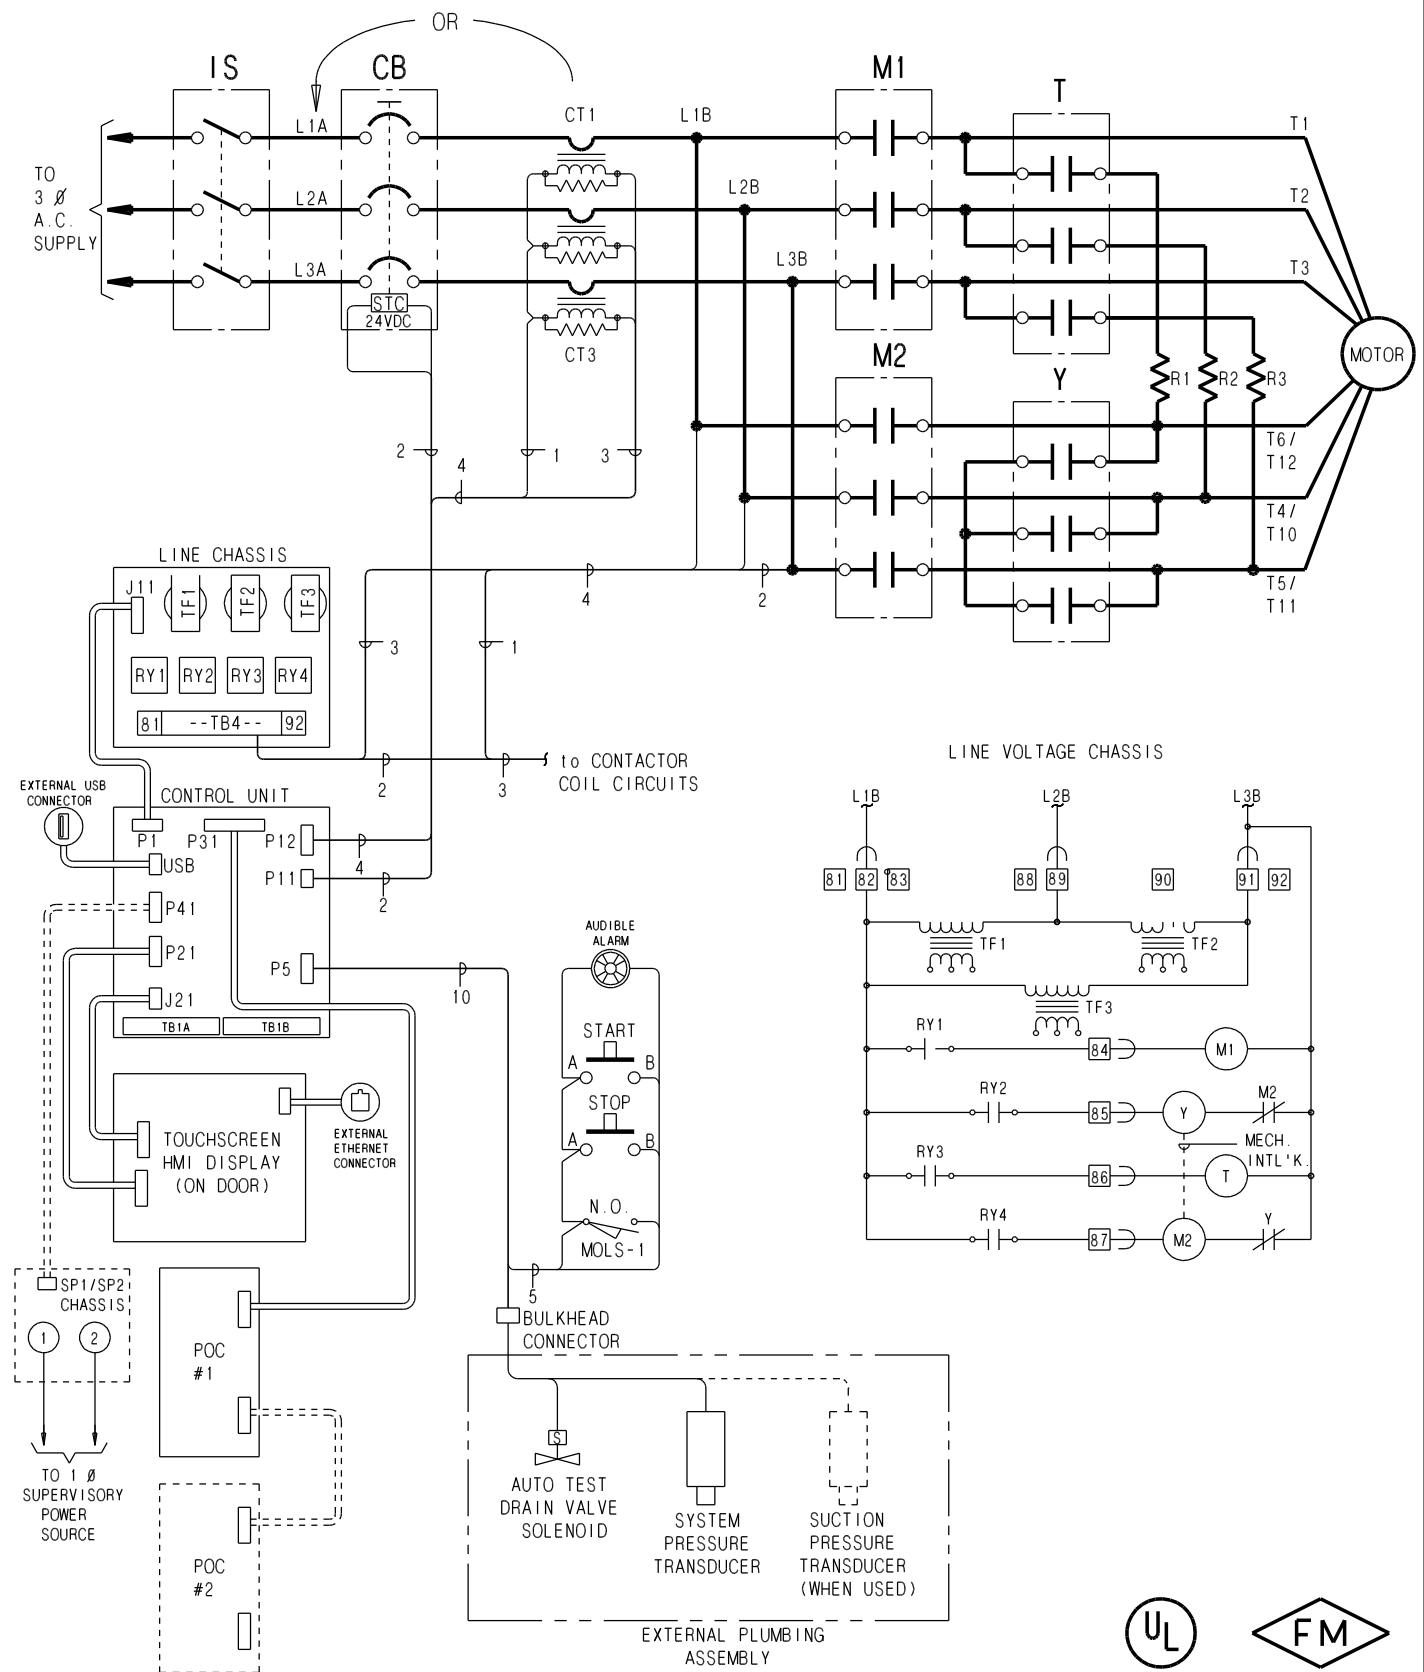 OR
IS
CB
M1
T
CT1
L1A
L1B
T1
TO
3 Ø
A.C.
SUPPLY
L2A
L2B
T2
L3A
L3B
T3
STC
24VDC
CT3
M2
Y
R1
R2
R3
MOTOR
2
4
1
3
T6/
T12
T4/
T10
T5/
T11
4
2
3
1
LINE CHASSIS
J11
TF1
TF2
TF3
RY1
RY2
RY3
RY4
81
--TB4--
92
2
3
to CONTACTOR
COIL CIRCUITS
EXTERNAL USB
CONNECTOR
CONTROL UNIT
P1
P31
P12
4
USB
P11
2
P41
P21
P5
10
J21
TB1A
TB1B
TOUCHSCREEN
HMI DISPLAY
(ON DOOR)
EXTERNAL
ETHERNET
CONNECTOR
SP1/SP2
CHASSIS
1
2
TO 1 Ø
SUPERVISORY
POWER
SOURCE
POC
#1
POC
#2
AUDIBLE
ALARM
START
A
B
STOP
A
B
N.O.
MOLS-1
5
BULKHEAD
CONNECTOR
S
AUTO TEST
DRAIN VALVE
SOLENOID
SYSTEM
PRESSURE
TRANSDUCER
SUCTION
PRESSURE
TRANSDUCER
(WHEN USED)
EXTERNAL PLUMBING
ASSEMBLY
LINE VOLTAGE CHASSIS
L1B
L2B
L3B
81
82
83
88
89
90
91
92
TF1
TF2
TF3
RY1
84
M1
RY2
85
Y
M2
MECH.
INTL'K.
RY3
86
T
RY4
87
M2
Y
UL
FM